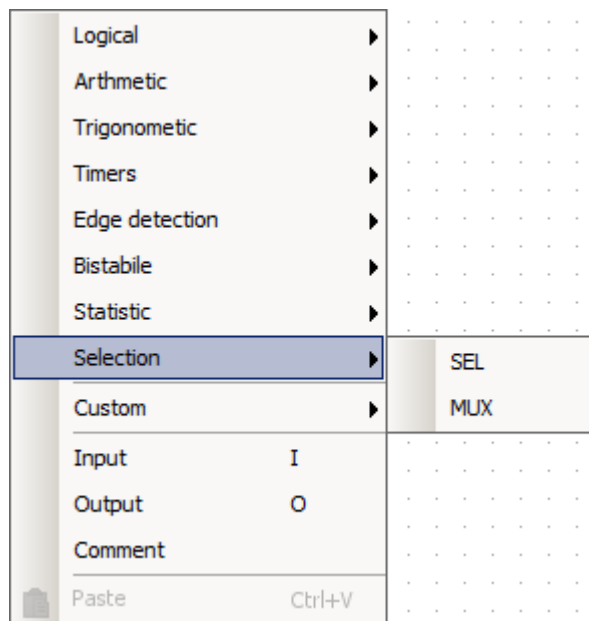 Logical
Arthmetic
Trigonometic
Timers
Edge detection
Bistabile
Statistic
Selection
SEL
Custom
MUX
Input I
Output O
Comment
Paste Ctrl+V